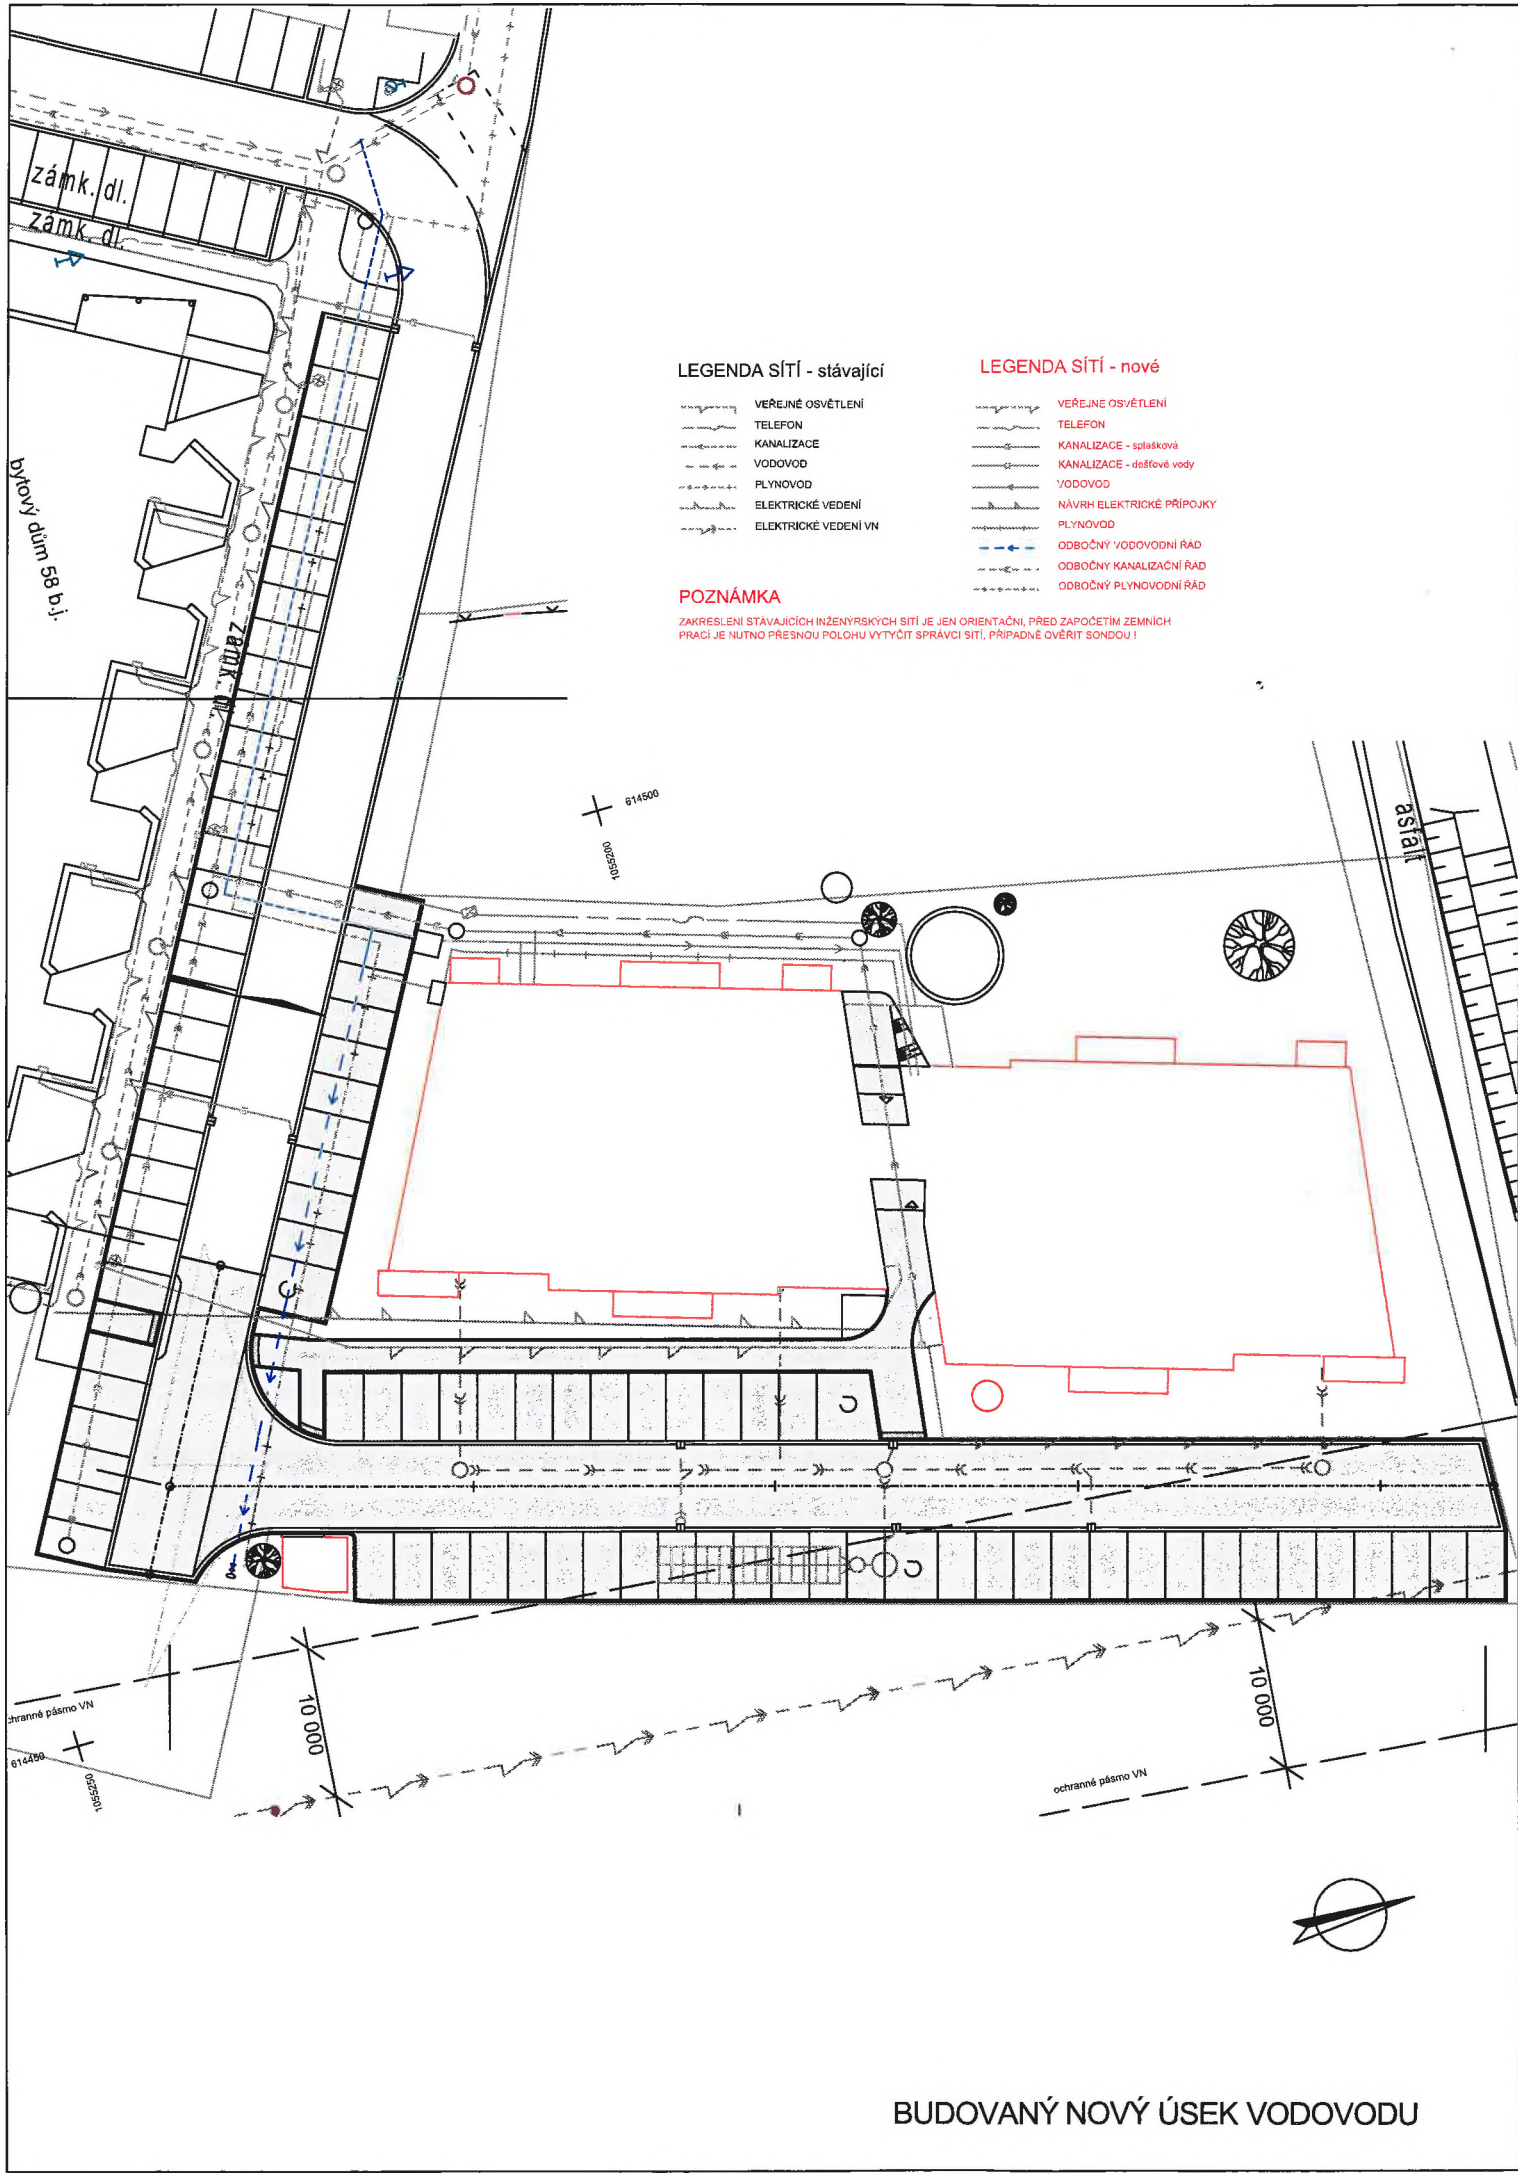 zámk. dl.
zámk. dl.
LEGENDA SÍTÍ - stávající
VEŘEJNÉ OSVĚTLENÍ
TELEFON
KANALIZACE
VODOVOD
PLYNOVOD
ELEKTRICKÉ VEDENÍ
ELEKTRICKÉ VEDENÍ VN
LEGENDA SÍTÍ - nové
VEŘEJNÉ OSVĚTLENÍ
TELEFON
KANALIZACE - splašková
KANALIZACE - dešťové vody
VODOVOD
NÁVRH ELEKTRICKÉ PŘÍPOJKY
PLYNOVOD
ODBOČNÝ VODOVODNÍ ŘAD
ODBOČNÝ KANALIZAČNÍ ŘAD
ODBOČNÝ PLYNOVODNÍ ŘAD
POZNÁMKA
ZAKRESLENÍ STÁVAJÍCÍCH INŽENÝRSKÝCH SÍTÍ JE JEN ORIENTAČNÍ, PŘED ZAPOČETÍM ZEMNÍCH
PRACÍ JE NUTNO PŘESNOU POLOHU VYTYČIT SPRÁVCI SÍTÍ, PŘÍPADNĚ OVĚŘIT SONDOU !
bytový dům 58 b.j.
zámk. dl.
614500
1055200
asfalt
chranné pásmo VN
614450
1055250
10 000
10 000
ochranné pásmo VN
BUDOVANÝ NOVÝ ÚSEK VODOVODU